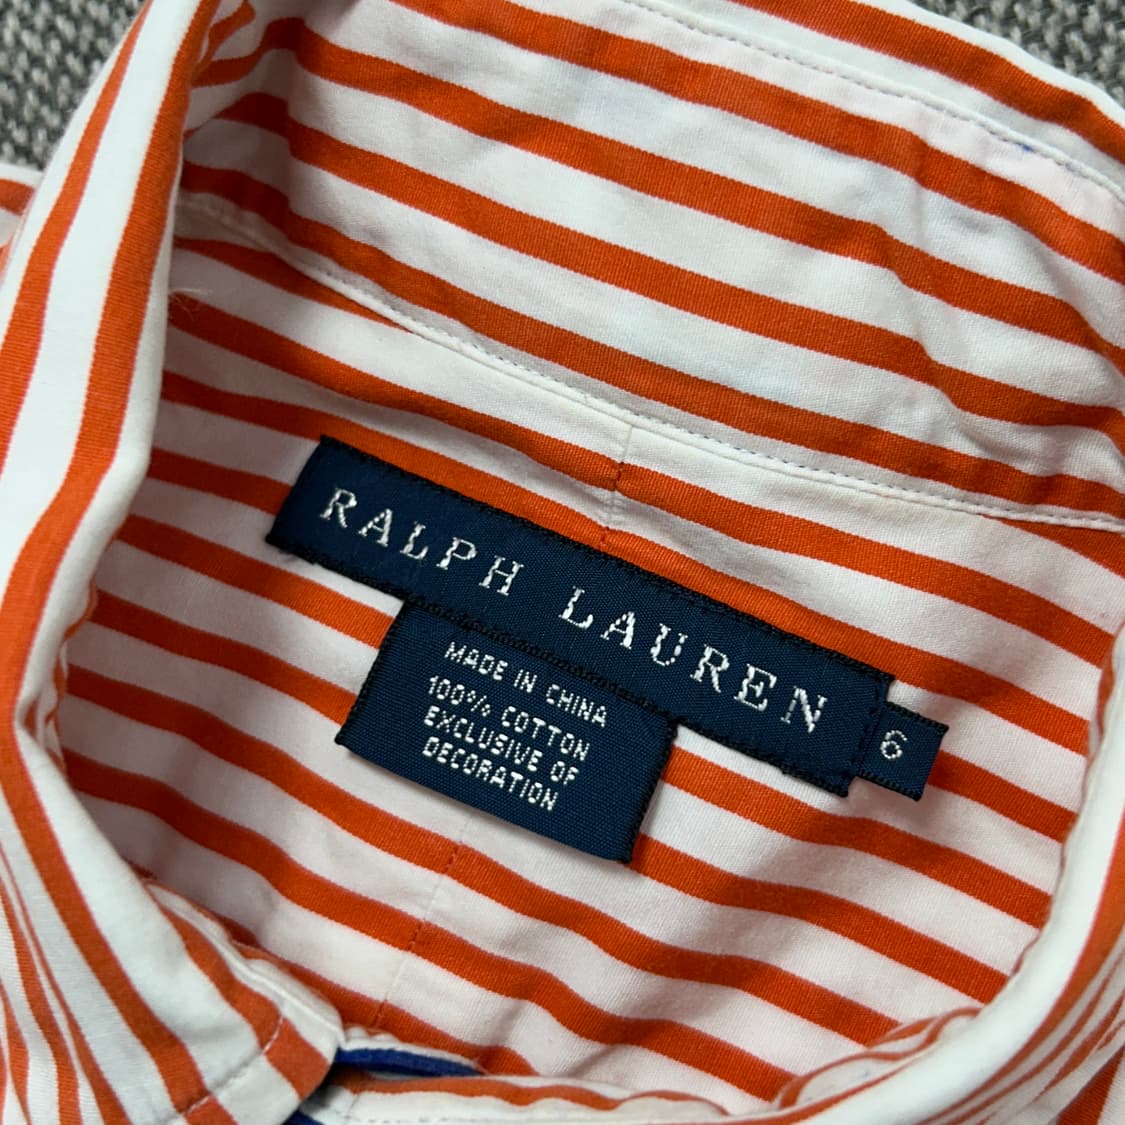 RALPH LAUREN
6
MADE IN CHINA
100% COTTON
EXCLUSIVE OF
DECORATION